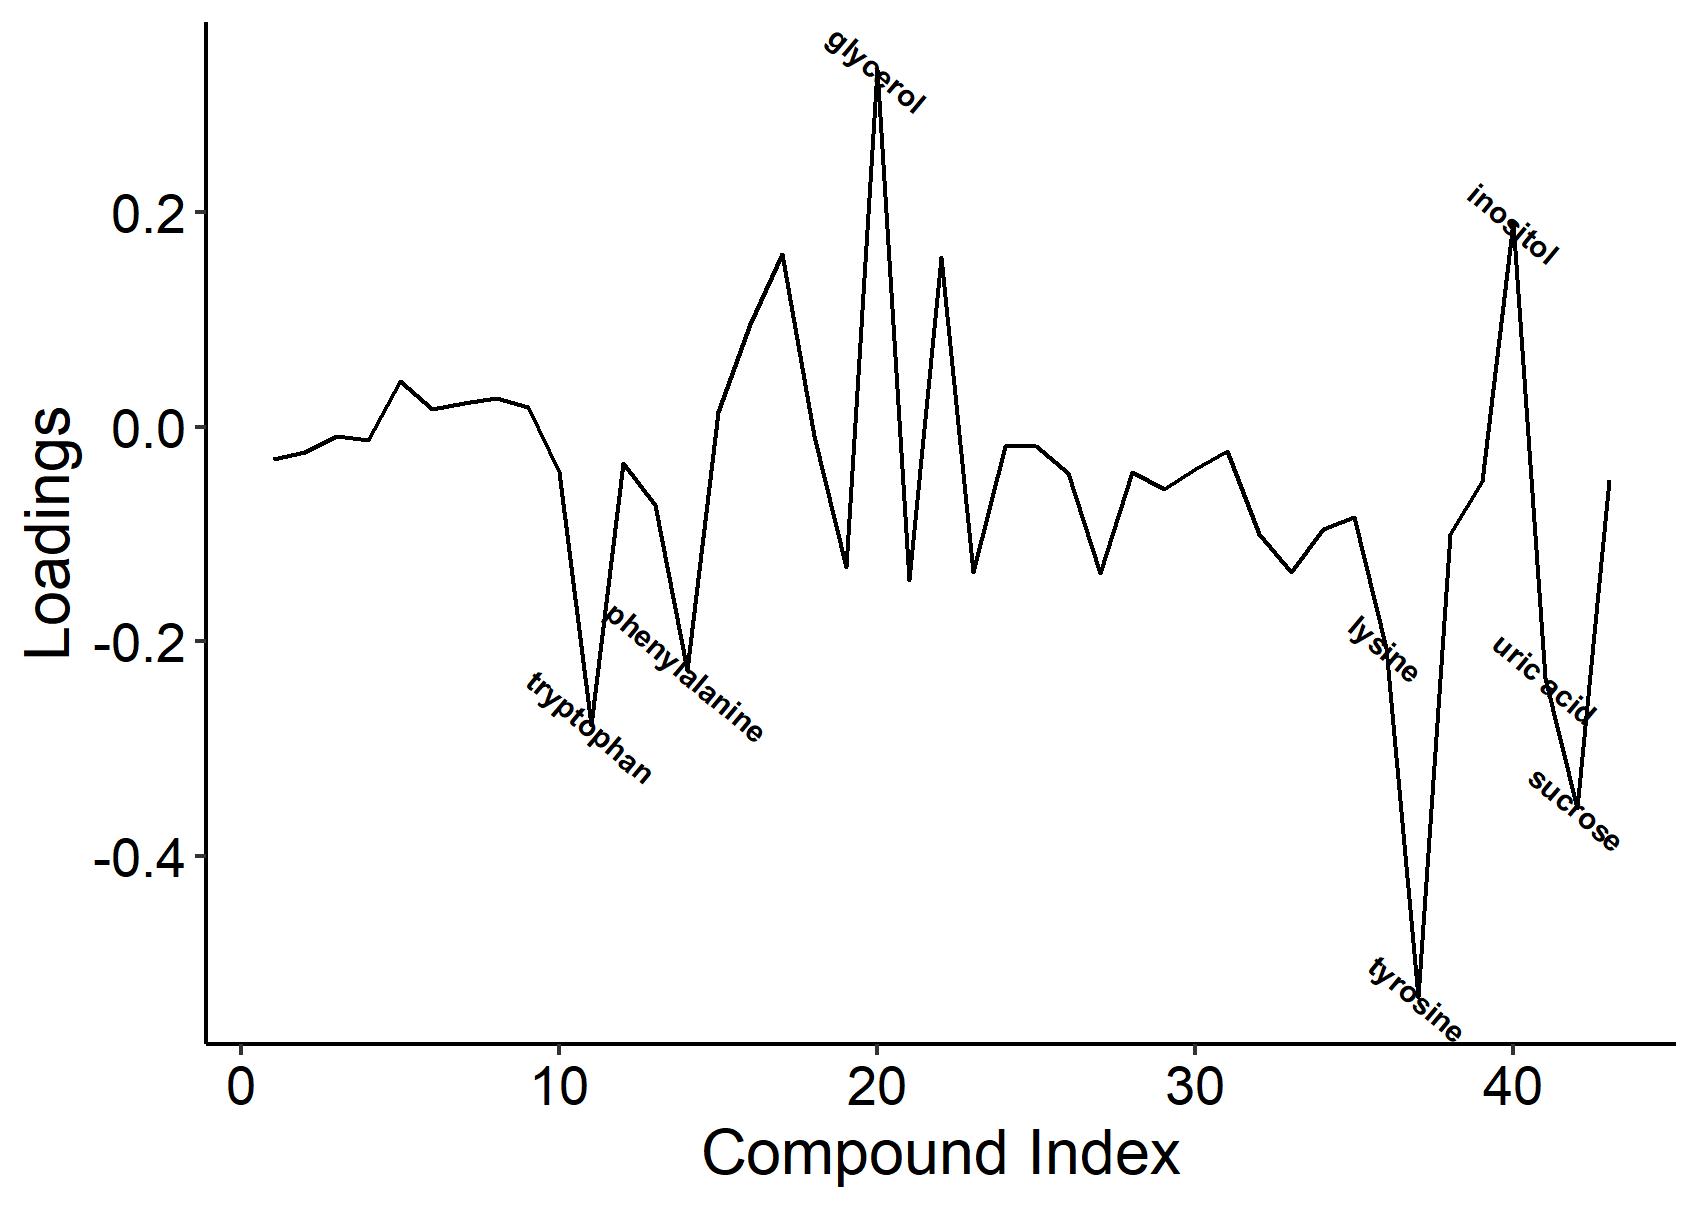 glycerol
inositol
0.2
0.0
-0.2
-0.4
Loadings
phenylalanine
tryptophan
lysine
uric acid
sucrose
tyrosine
0 10 20 30 40
Compound Index